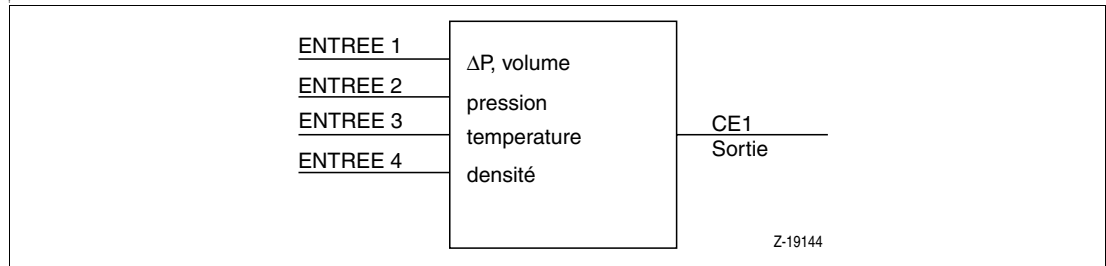 ENTREE 1
ΔP, volume
ENTREE 2
pression
ENTREE 3
temperature
ENTREE 4
densité
CE1
Sortie
Z-19144